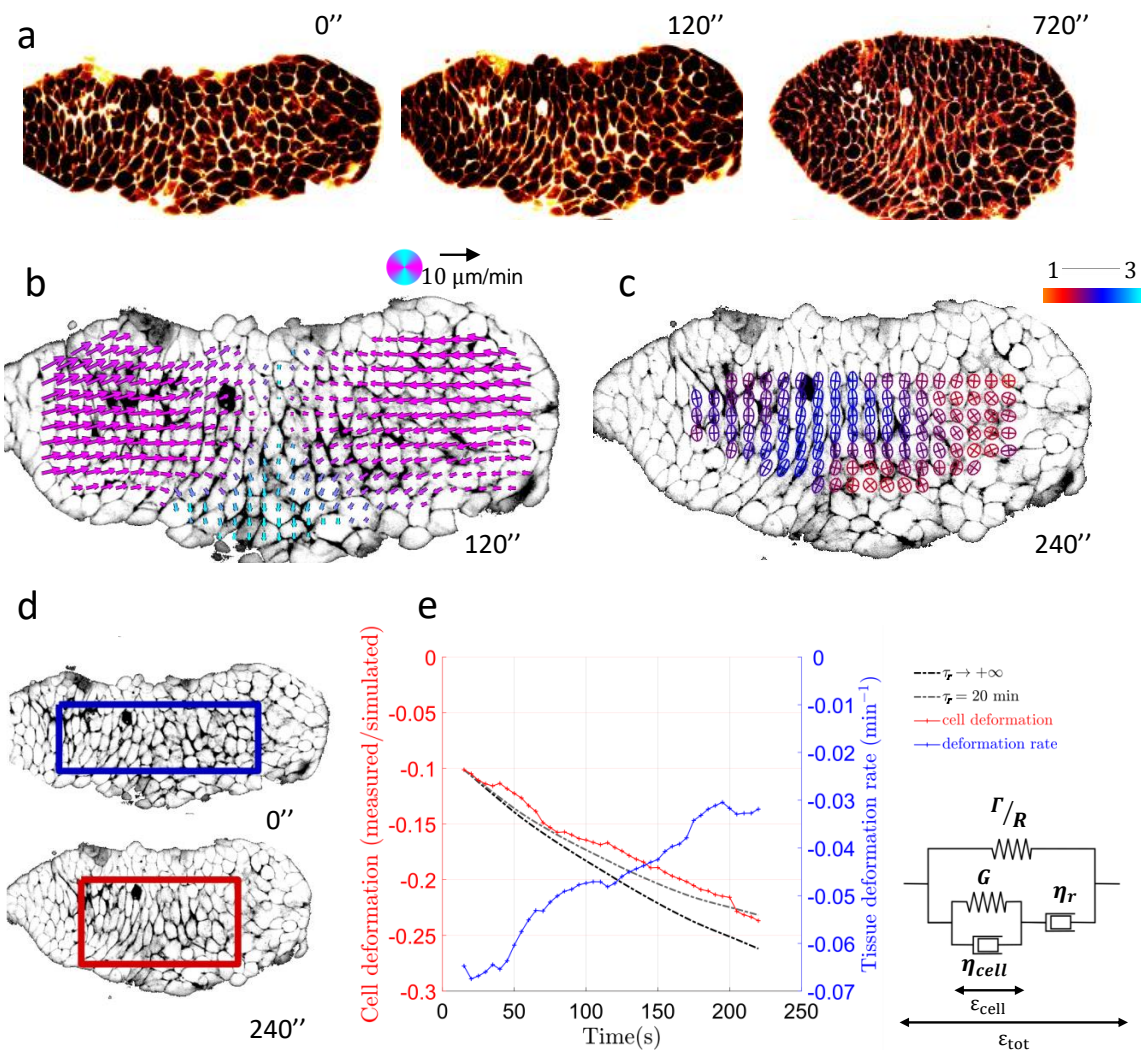 a
0’’
120’’
720’’
b
10 μm/min
120’’
c
1 3
240’’
d
0’’
240’’
e
Cell deformation (measured/simulated)
0
-0.05
-0.1
-0.15
-0.2
-0.25
-0.3
0 50 100 150 200 250
Time(s)
0
-0.01
-0.02
-0.03
-0.04
-0.05
-0.06
-0.07
Tissue deformation rate (min⁻¹)
τr → +∞
τr = 20 min
cell deformation
deformation rate
Γ/R
G
ηr
ηcell
εcell
εtot